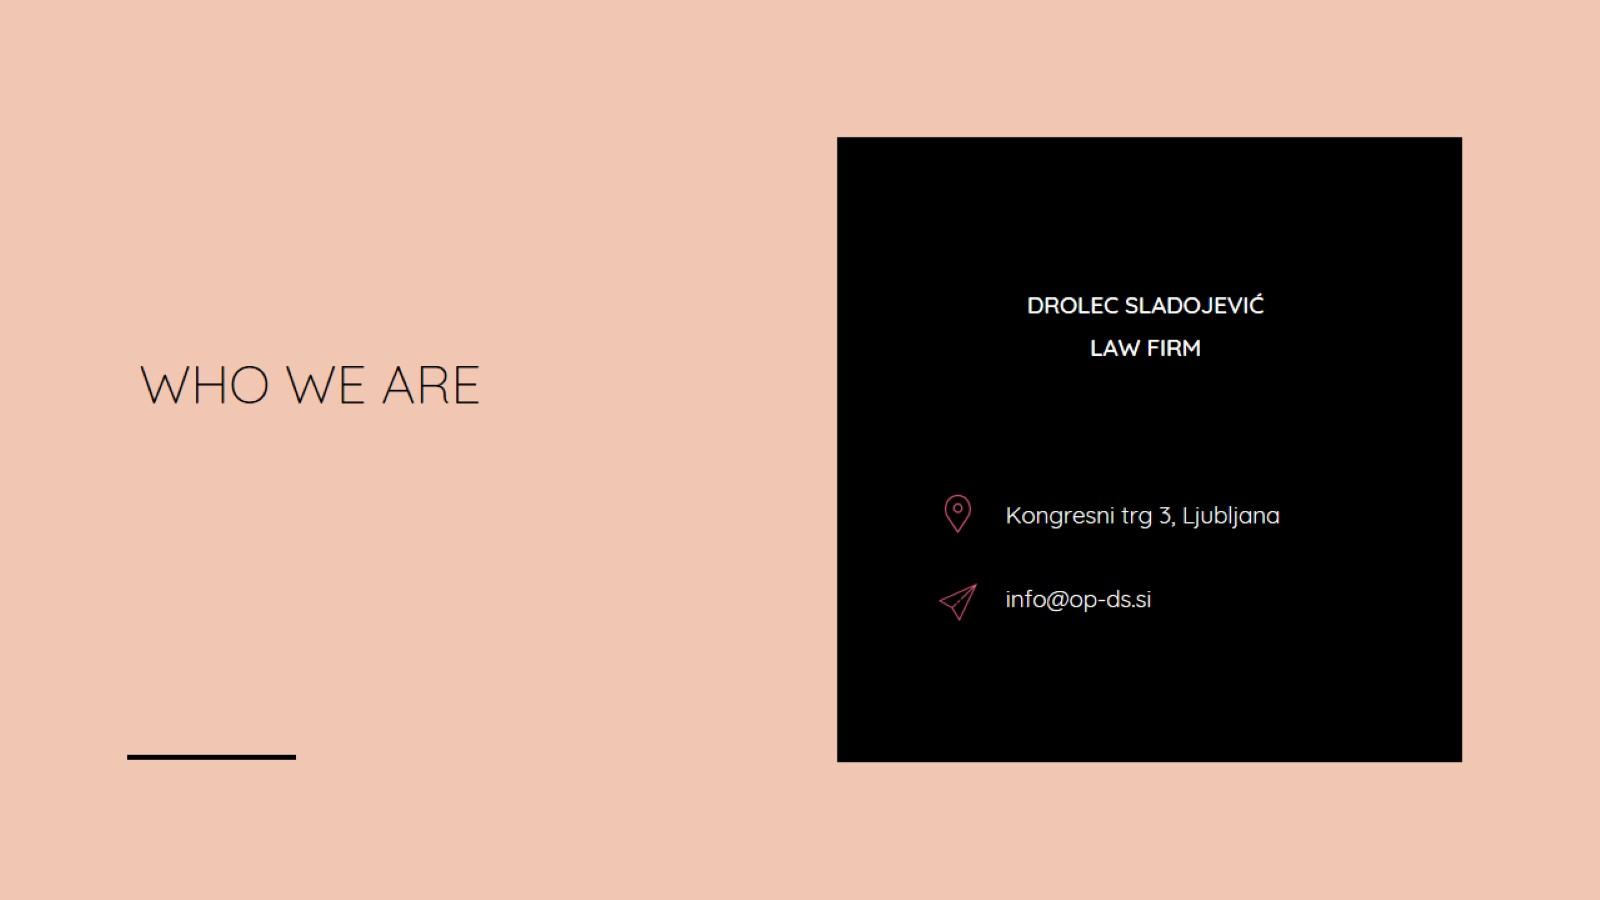 WHO WE ARE
DROLEC SLADOJEVIĆ
LAW FIRM
Kongresni trg 3, Ljubljana
info@op-ds.si